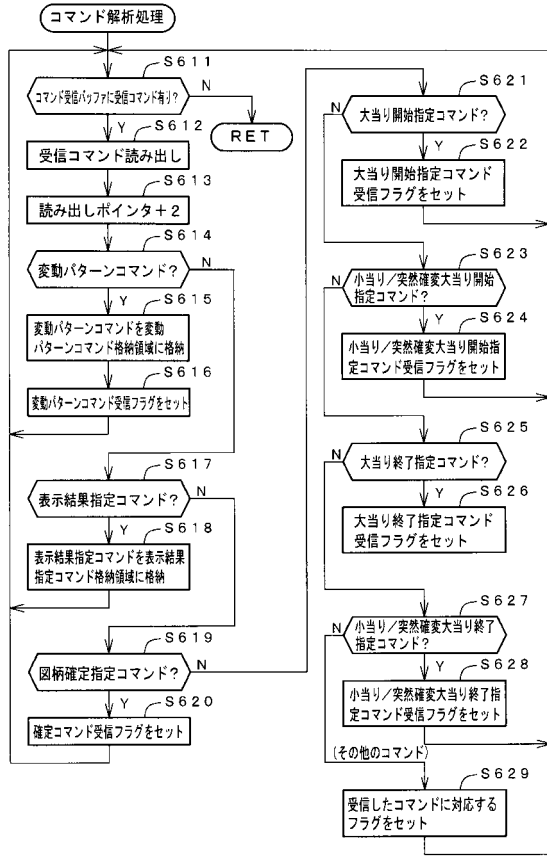 コマンド解析処理
S611
コマンド受信バッファに受信コマンド有り?
N
RET
Y
S612
受信コマンド読み出し
S613
読み出しポインタ+2
S614
変動パターンコマンド?
N
Y
S615
変動パターンコマンドを変動
パターンコマンド格納領域に格納
S616
変動パターンコマンド受信フラグをセット
S617
表示結果指定コマンド?
N
Y
S618
表示結果指定コマンドを表示結果
指定コマンド格納領域に格納
S619
図柄確定指定コマンド?
N
Y
S620
確定コマンド受信フラグをセット
S621
大当り開始指定コマンド?
N
Y
S622
大当り開始指定コマンド
受信フラグをセット
S623
小当り/突然確変大当り開始
指定コマンド?
N
Y
S624
小当り/突然確変大当り開始指
定コマンド受信フラグをセット
S625
大当り終了指定コマンド?
N
Y
S626
大当り終了指定コマンド
受信フラグをセット
S627
小当り/突然確変大当り終了
指定コマンド?
N
Y
S628
小当り/突然確変大当り終了指
定コマンド受信フラグをセット
(その他のコマンド)
S629
受信したコマンドに対応する
フラグをセット